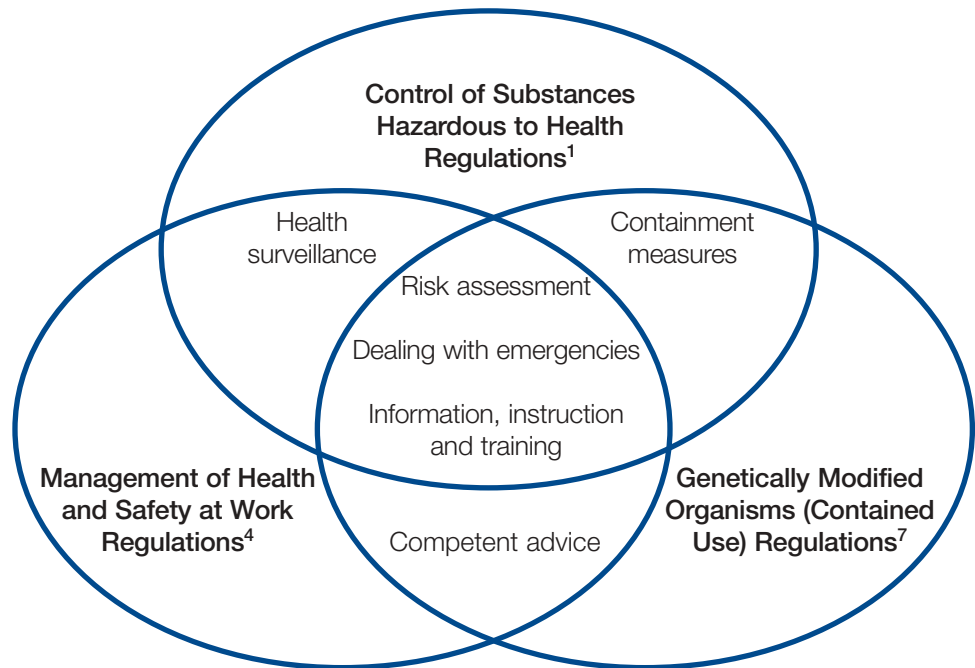 Control of Substances
Hazardous to Health
Regulations¹
Health
surveillance
Containment
measures
Risk assessment
Dealing with emergencies
Information, instruction
and training
Management of Health
and Safety at Work
Regulations⁴
Genetically Modified
Organisms (Contained
Use) Regulations⁷
Competent advice